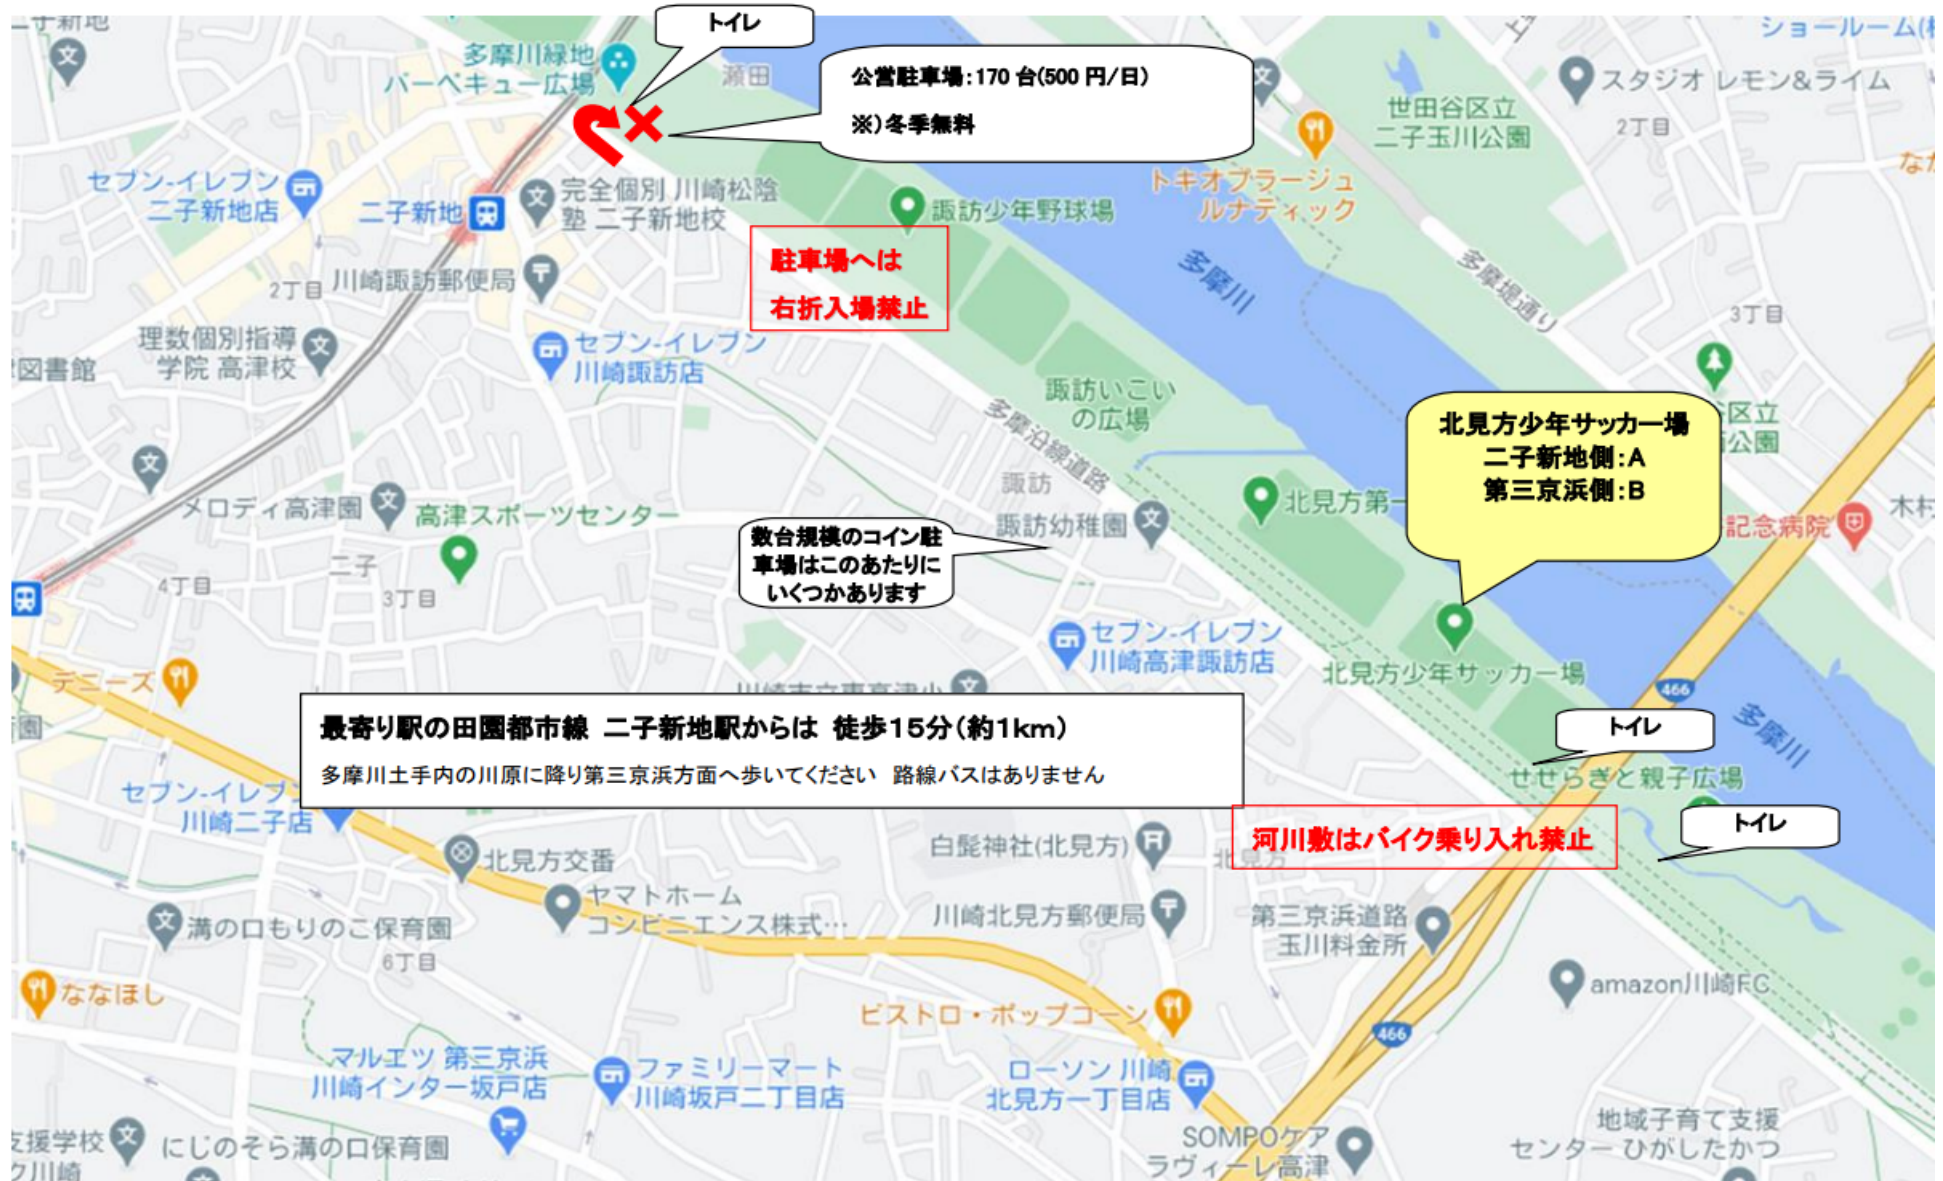 二子新地
トイレ
ショールーム
多摩川緑地
バーベキュー広場
瀬田
公営駐車場:170 台(500 円/日)
※)冬季無料
スタジオ レモン&ライム
世田谷区立
二子玉川公園
2丁目
トキオプラージュ
ルナティック
セブン-イレブン
二子新地店
二子新地
完全個別 川崎松陰
塾 二子新地校
諏訪少年野球場
駐車場へは
右折入場禁止
多摩川
多摩堤通り
3丁目
2丁目
川崎諏訪郵便局
理数個別指導
学院 高津校
図書館
セブン-イレブン
川崎諏訪店
諏訪いこい
の広場
多摩沿線道路
区立
公園
北見方少年サッカー場
二子新地側:A
第三京浜側:B
メロディ高津園
高津スポーツセンター
諏訪
諏訪幼稚園
北見方第一
記念病院
木村
数台規模のコイン駐
車場はこのあたりに
いくつかあります
二子
4丁目
3丁目
セブン-イレブン
川崎高津諏訪店
北見方少年サッカー場
466
デニーズ
園
最寄り駅の田園都市線 二子新地駅からは 徒歩15分(約1km)
多摩川土手内の川原に降り第三京浜方面へ歩いてください 路線バスはありません
トイレ
多摩川
せせらぎと親子広場
セブン-イレブン
川崎二子店
トイレ
河川敷はバイク乗り入れ禁止
北見方交番
白髭神社(北見方)
北見方
ヤマトホーム
コンビニエンス株式…
川崎北見方郵便局
第三京浜道路
玉川料金所
溝の口もりのこ保育園
6丁目
ななほし
amazon川崎FC
ビストロ・ポップコーン
466
マルエツ 第三京浜
川崎インター坂戸店
ファミリーマート
川崎坂戸二丁目店
ローソン 川崎
北見方一丁目店
支援学校
ク川崎
にじのそら溝の口保育園
SOMPOケア
ラヴィーレ高津
地域子育て支援
センター ひがしたかつ